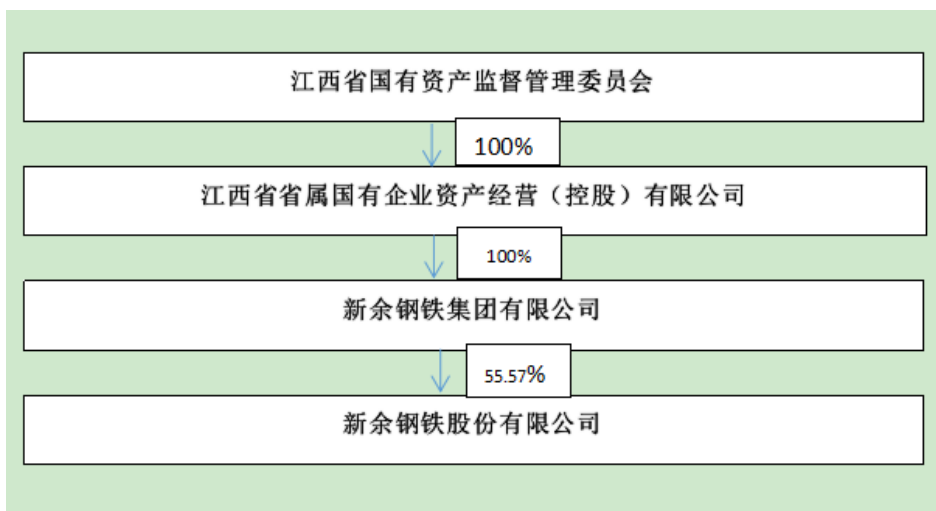 江西省国有资产监督管理委员会
100%
江西省省属国有企业资产经营（控股）有限公司
100%
新余钢铁集团有限公司
55.57%
新余钢铁股份有限公司